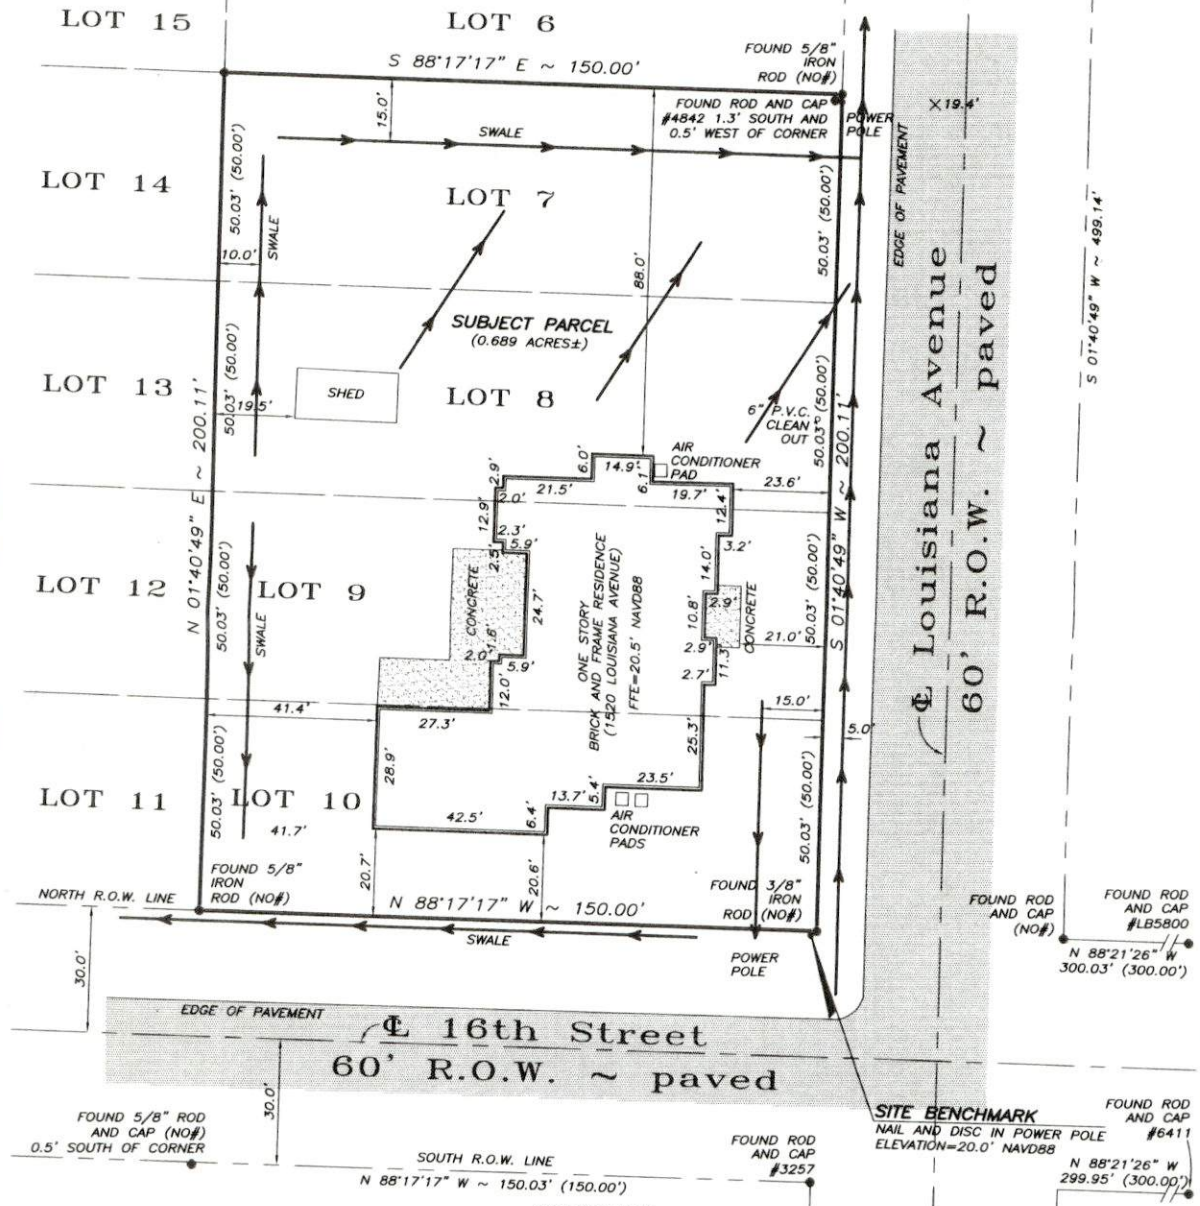 LOT 15
LOT 6
S 88°17'17" E ~ 150.00'
FOUND 5/8"
IRON
ROD (NO#)
FOUND ROD AND CAP
#4842 1.3' SOUTH AND
0.5' WEST OF CORNER
POWER
POLE
19.4'
15.0'
SWALE
EDGE OF PAVEMENT
LOT 14
50.03' (50.00')
SWALE
10.0'
LOT 7
88.0'
50.03' (50.00')
S 01°40'49" W ~ 499.14'
SUBJECT PARCEL
(0.689 ACRES±)
LOT 13
50.03' (50.00')
19.5'
SHED
LOT 8
6" P.V.C.
CLEAN
OUT
50.03' (50.00')
N 01°40'49" E ~ 200.11'
S 01°40'49" W ~ 200.11'
℄ Louisiana Avenue
60' R.O.W. ~ paved
AIR
CONDITIONER
PAD
2.9'
2.0'
21.5'
6.0'
14.9'
6.1'
19.7'
23.6'
12.9'
2.3'
5.9'
2.5'
12.4'
3.2'
14.0'
LOT 12
50.03' (50.00')
SWALE
LOT 9
CONCRETE
24.7'
1.6'
2.0'
5.9'
12.0'
ONE STORY
BRICK AND FRAME RESIDENCE
(1520 LOUISIANA AVENUE)
FFE=20.5' NAVD88
10.8'
2.9'
CONCRETE
2.9'
11.3'
2.7'
21.0'
50.03' (50.00')
41.4'
27.3'
15.0'
5.0'
25.3'
28.9'
LOT 11
50.03' (50.00')
LOT 10
41.7'
42.5'
6.4'
13.7'
5.4'
23.5'
AIR
CONDITIONER
PADS
50.03' (50.00')
20.7'
20.6'
FOUND 5/8"
IRON
ROD (NO#)
FOUND 3/8"
IRON
ROD (NO#)
NORTH R.O.W. LINE
N 88°17'17" W ~ 150.00'
SWALE
POWER
POLE
FOUND ROD
AND CAP
(NO#)
FOUND ROD
AND CAP
#LB5800
N 88°21'26" W
300.03' (300.00')
30.0'
EDGE OF PAVEMENT
℄ 16th Street
60' R.O.W. ~ paved
30.0'
SITE BENCHMARK
NAIL AND DISC IN POWER POLE
ELEVATION=20.0' NAVD88
FOUND ROD
AND CAP
#6411
N 88°21'26" W
299.95' (300.00')
FOUND 5/8" ROD
AND CAP (NO#)
0.5' SOUTH OF CORNER
SOUTH R.O.W. LINE
N 88°17'17" W ~ 150.03' (150.00')
FOUND ROD
AND CAP
#3257